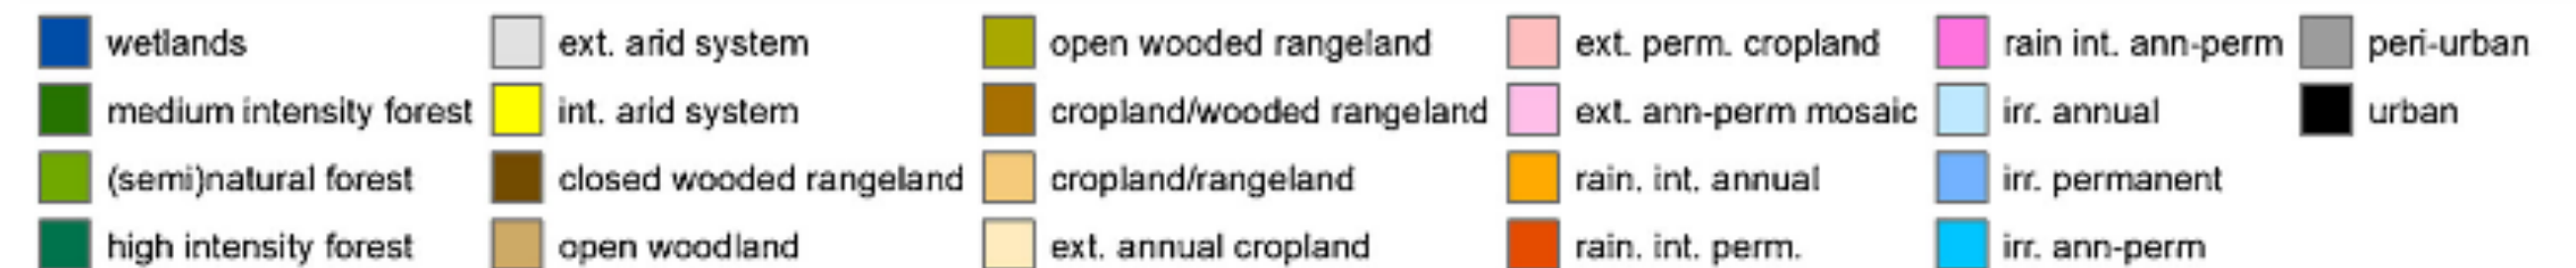 wetlands ext. arid system open wooded rangeland ext. perm. cropland rain int. ann-perm peri-urban
medium intensity forest int. arid system cropland/wooded rangeland ext. ann-perm mosaic irr. annual urban
(semi)natural forest closed wooded rangeland cropland/rangeland rain. int. annual irr. permanent
high intensity forest open woodland ext. annual cropland rain. int. perm. irr. ann-perm